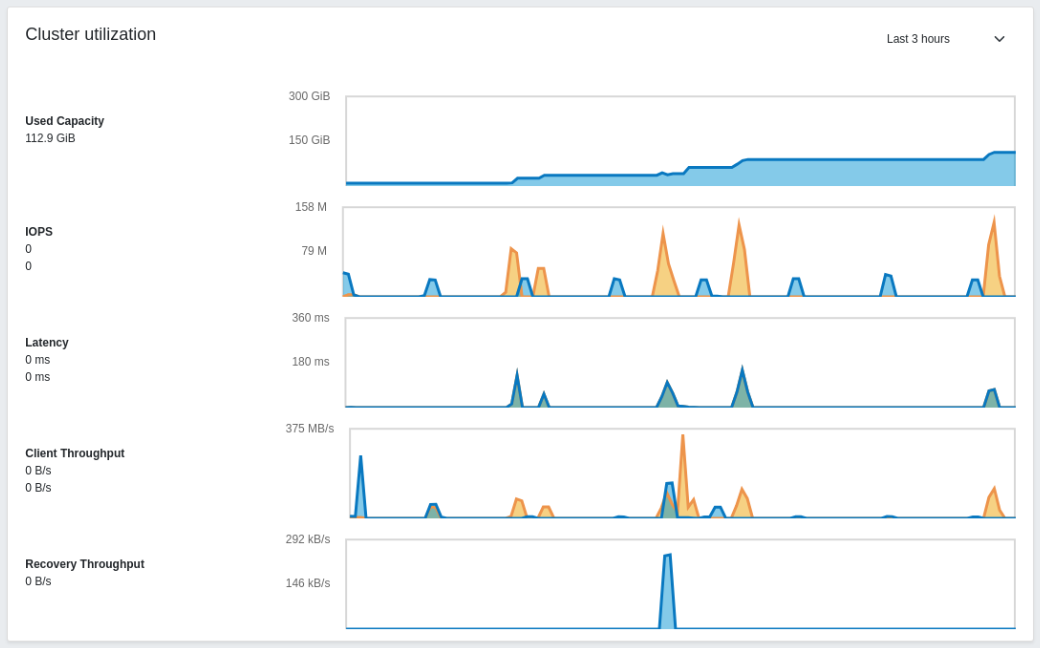 Cluster utilization
Last 3 hours
Used Capacity
112.9 GiB
300 GiB
150 GiB
IOPS
0
0
158 M
79 M
Latency
0 ms
0 ms
360 ms
180 ms
Client Throughput
0 B/s
0 B/s
375 MB/s
Recovery Throughput
0 B/s
292 kB/s
146 kB/s